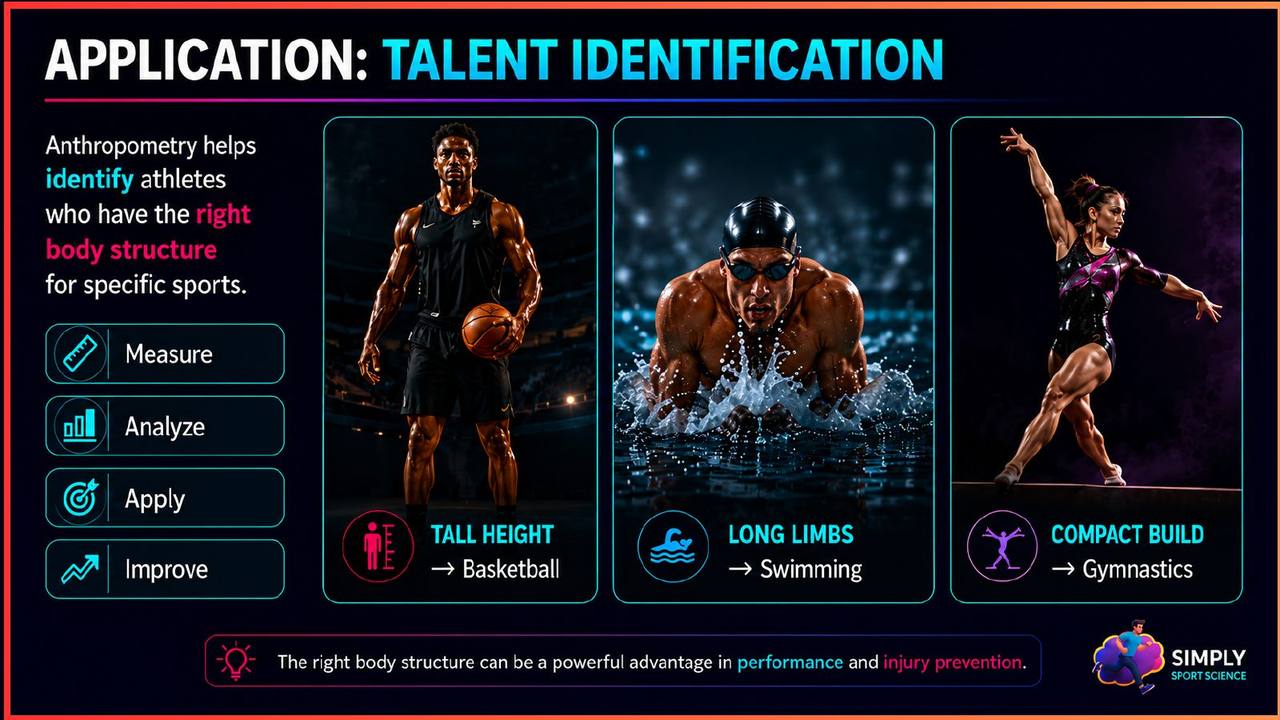 APPLICATION: TALENT IDENTIFICATION
Anthropometry helps
identify athletes
who have the right
body structure
for specific sports.
Measure
Analyze
Apply
Improve
TALL HEIGHT
→ Basketball
LONG LIMBS
→ Swimming
COMPACT BUILD
→ Gymnastics
The right body structure can be a powerful advantage in performance and injury prevention.
SIMPLY
SPORT SCIENCE